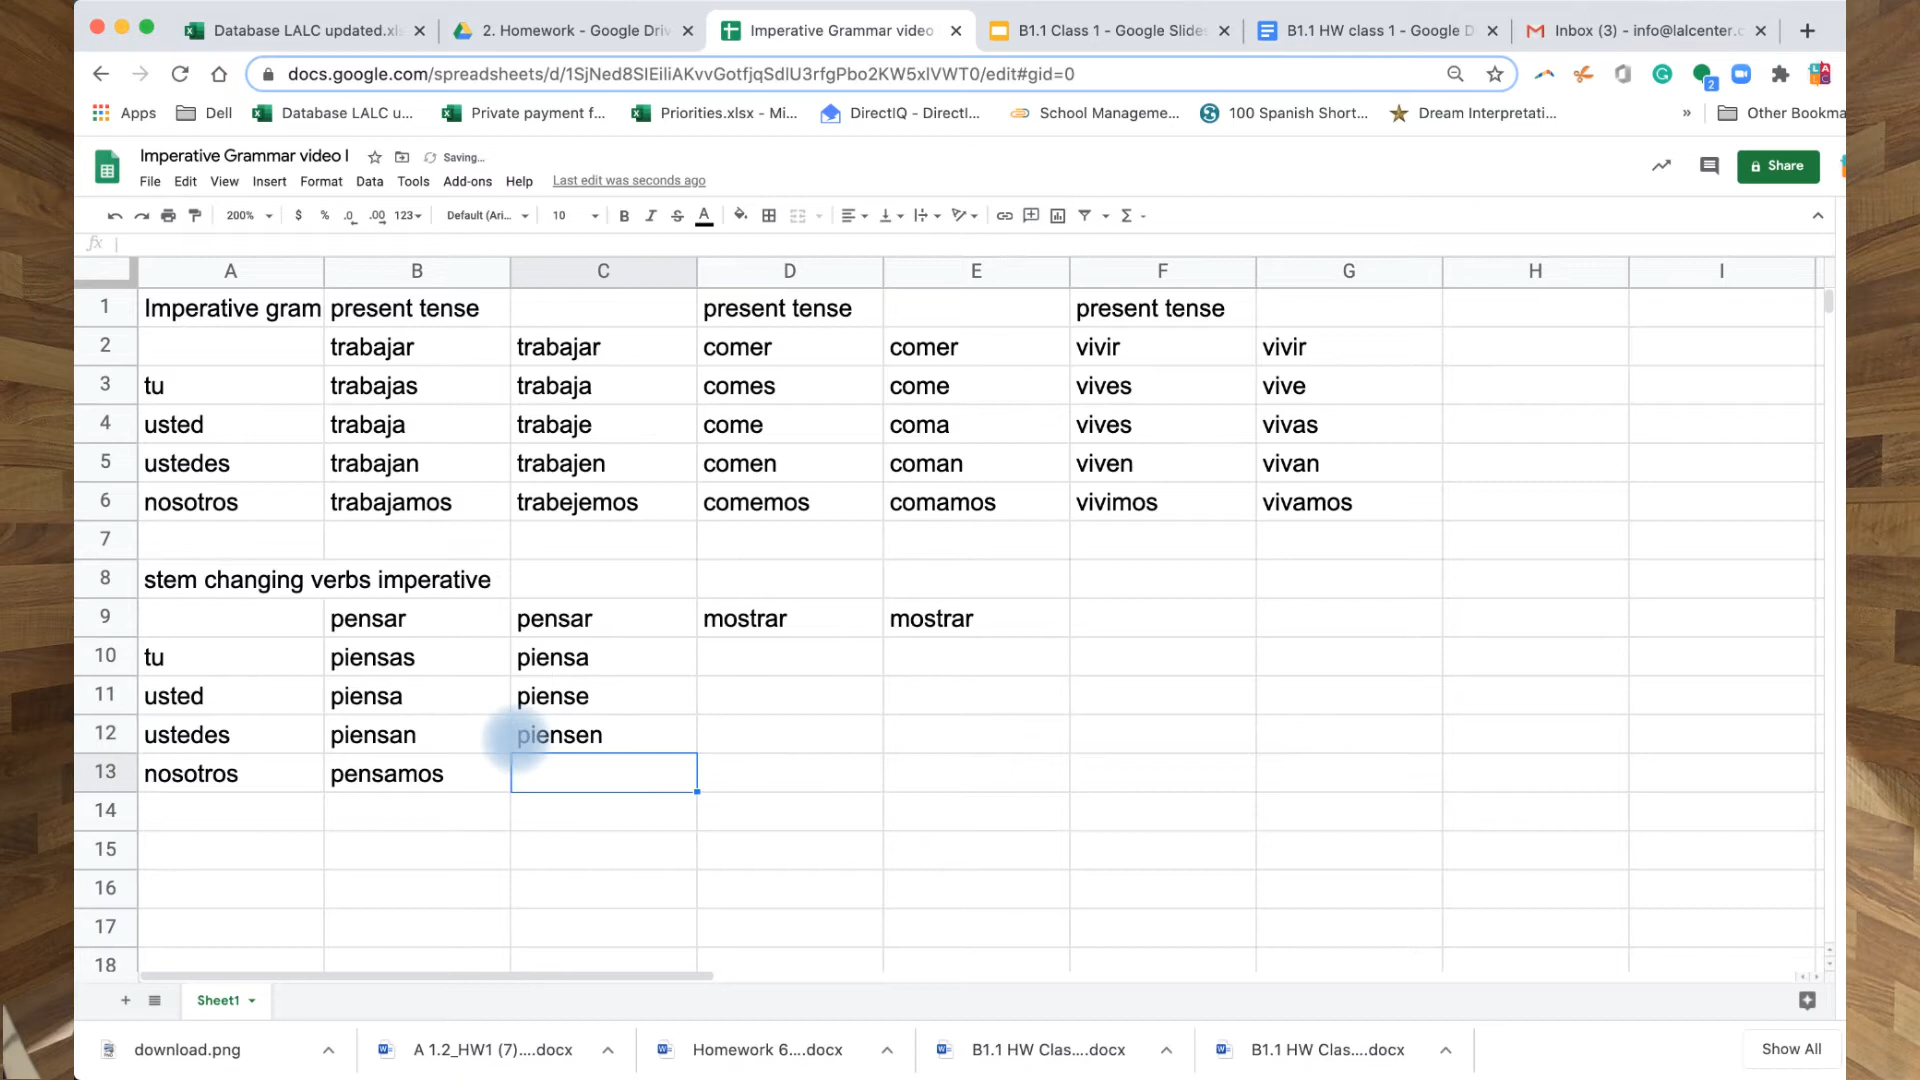 Database LALC updated.xls
2. Homework - Google Driv
Imperative Grammar video
B1.1 Class 1 - Google Slides
B1.1 HW class 1 - Google D
Inbox (3) - info@lalcenter.c
docs.google.com/spreadsheets/d/1SjNed8SIEiliAKvvGotfjqSdlU3rfgPbo2KW5xlVWT0/edit#gid=0
2
Apps Dell Database LALC u... Private payment f... Priorities.xlsx - Mi... DirectIQ - DirectI... School Manageme... 100 Spanish Short... Dream Interpretati... » Other Bookma
Imperative Grammar video I Saving...
File Edit View Insert Format Data Tools Add-ons Help Last edit was seconds ago
Share
200% $ % .0 .00 123 Default (Ari... 10 B I S A
fx
A B C D E F G H I
1 Imperative gram present tense present tense present tense
2 trabajar trabajar comer comer vivir vivir
3 tu trabajas trabaja comes come vives vive
4 usted trabaja trabaje come coma vives vivas
5 ustedes trabajan trabajen comen coman viven vivan
6 nosotros trabajamos trabejemos comemos comamos vivimos vivamos
7
8 stem changing verbs imperative
9 pensar pensar mostrar mostrar
10 tu piensas piensa
11 usted piensa piense
12 ustedes piensan piensen
13 nosotros pensamos
14
15
16
17
18
+ Sheet1
download.png A 1.2_HW1 (7)....docx Homework 6....docx B1.1 HW Clas....docx B1.1 HW Clas....docx Show All